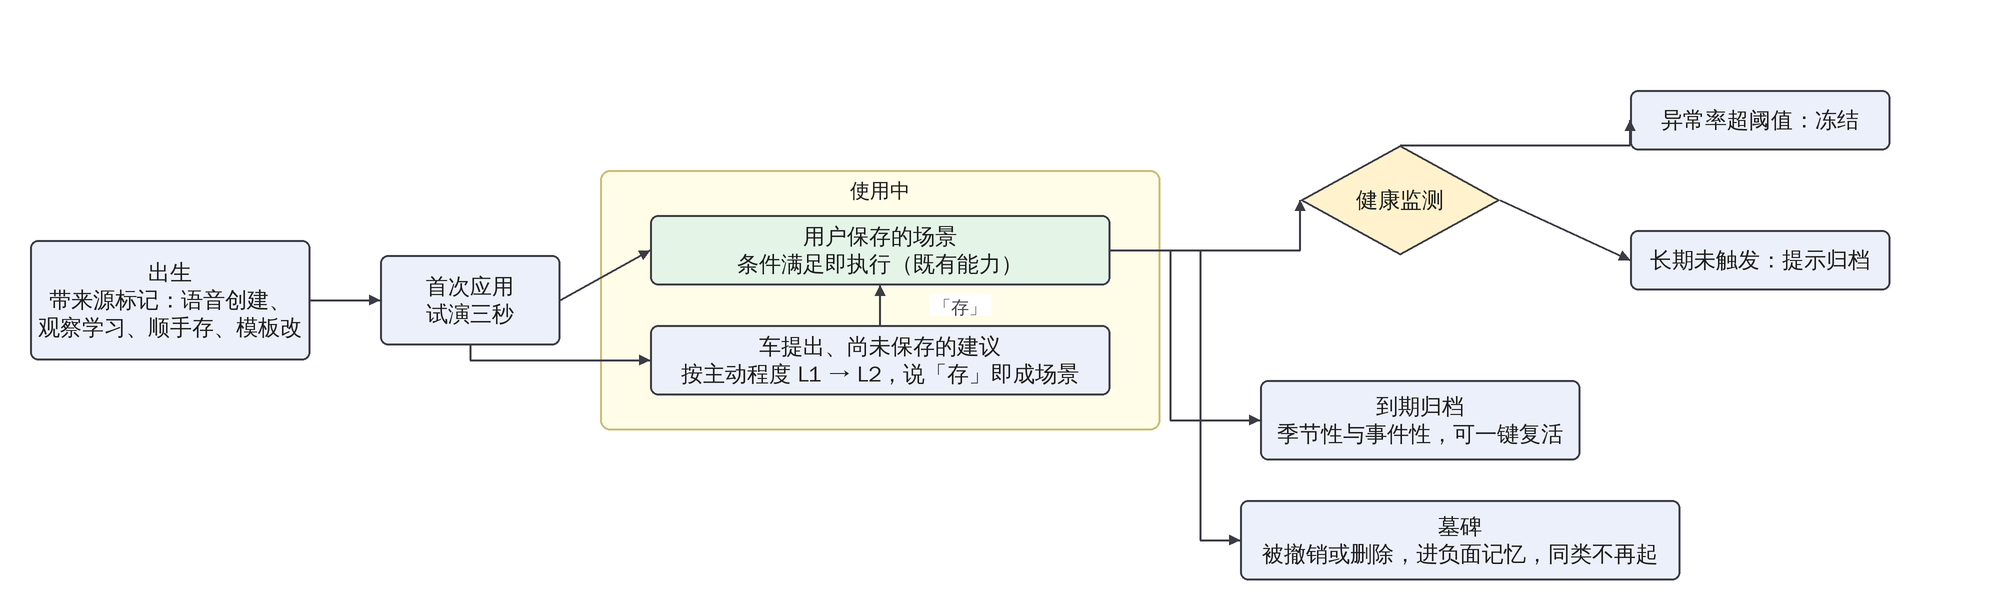 出生
带来源标记：语音创建、
观察学习、顺手存、模板改
首次应用
试演三秒
使用中
用户保存的场景
条件满足即执行（既有能力）
「存」
车提出、尚未保存的建议
按主动程度 L1 → L2，说「存」即成场景
健康监测
异常率超阈值：冻结
长期未触发：提示归档
到期归档
季节性与事件性，可一键复活
墓碑
被撤销或删除，进负面记忆，同类不再起